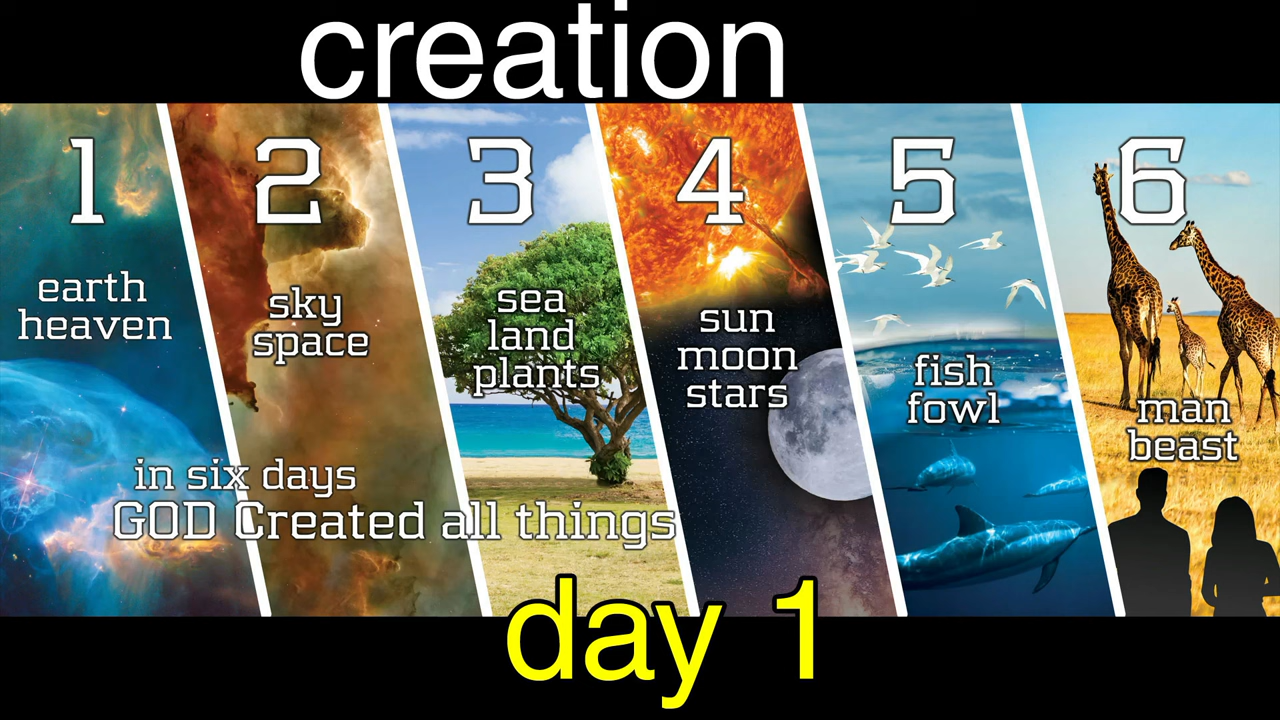 creation
1
earth
heaven
2
sky
space
3
sea
land
plants
4
sun
moon
stars
5
fish
fowl
6
man
beast
in six days
GOD Created all things
day 1